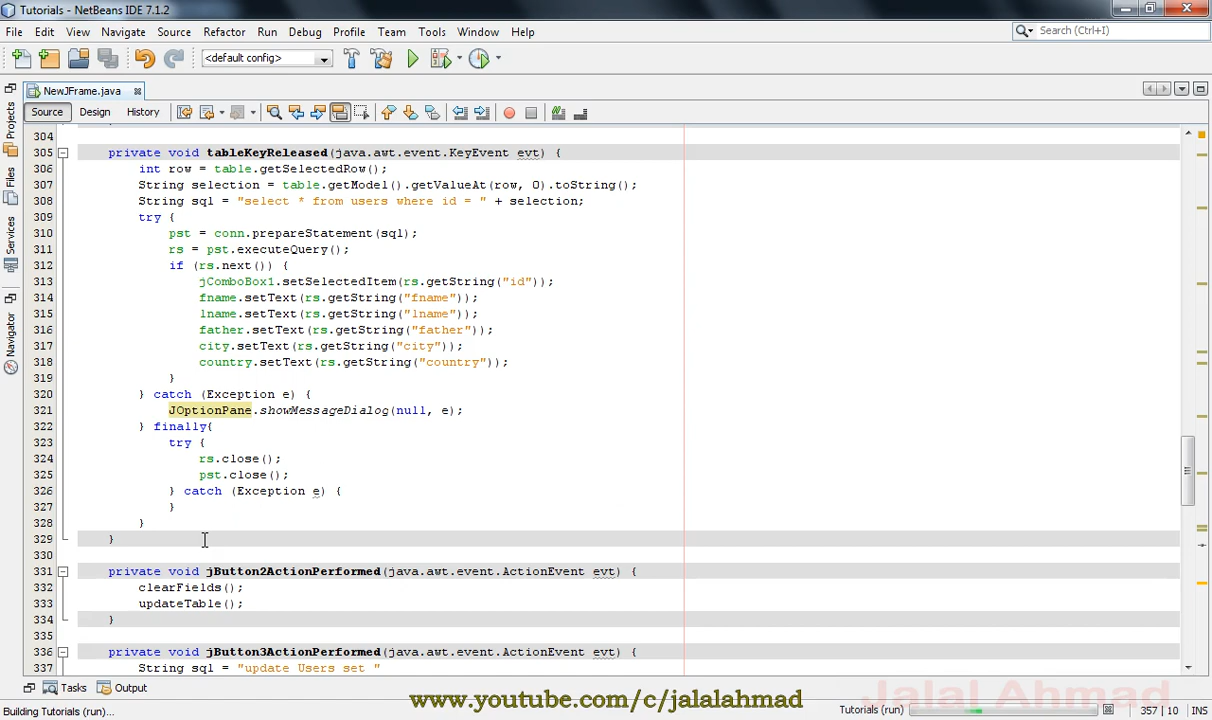 Tutorials - NetBeans IDE 7.1.2
File Edit View Navigate Source Refactor Run Debug Profile Team Tools Window Help
Search (Ctrl+I)
<default config>
NewJFrame.java
Source Design History
Projects
Files
Services
Navigator
304
305 private void tableKeyReleased(java.awt.event.KeyEvent evt) {
306 int row = table.getSelectedRow();
307 String selection = table.getModel().getValueAt(row, 0).toString();
308 String sql = "select * from users where id = " + selection;
309 try {
310 pst = conn.prepareStatement(sql);
311 rs = pst.executeQuery();
312 if (rs.next()) {
313 jComboBox1.setSelectedItem(rs.getString("id"));
314 fname.setText(rs.getString("fname"));
315 lname.setText(rs.getString("lname"));
316 father.setText(rs.getString("father"));
317 city.setText(rs.getString("city"));
318 country.setText(rs.getString("country"));
319 }
320 } catch (Exception e) {
321 JOptionPane.showMessageDialog(null, e);
322 } finally{
323 try {
324 rs.close();
325 pst.close();
326 } catch (Exception e) {
327 }
328 }
329 }
330
331 private void jButton2ActionPerformed(java.awt.event.ActionEvent evt) {
332 clearFields();
333 updateTable();
334 }
335
336 private void jButton3ActionPerformed(java.awt.event.ActionEvent evt) {
337 String sql = "update Users set "
Tasks Output
www.youtube.com/c/jalalahmad
Jalal Ahmad
Building Tutorials (run)...
Tutorials (run)
357 | 10 INS